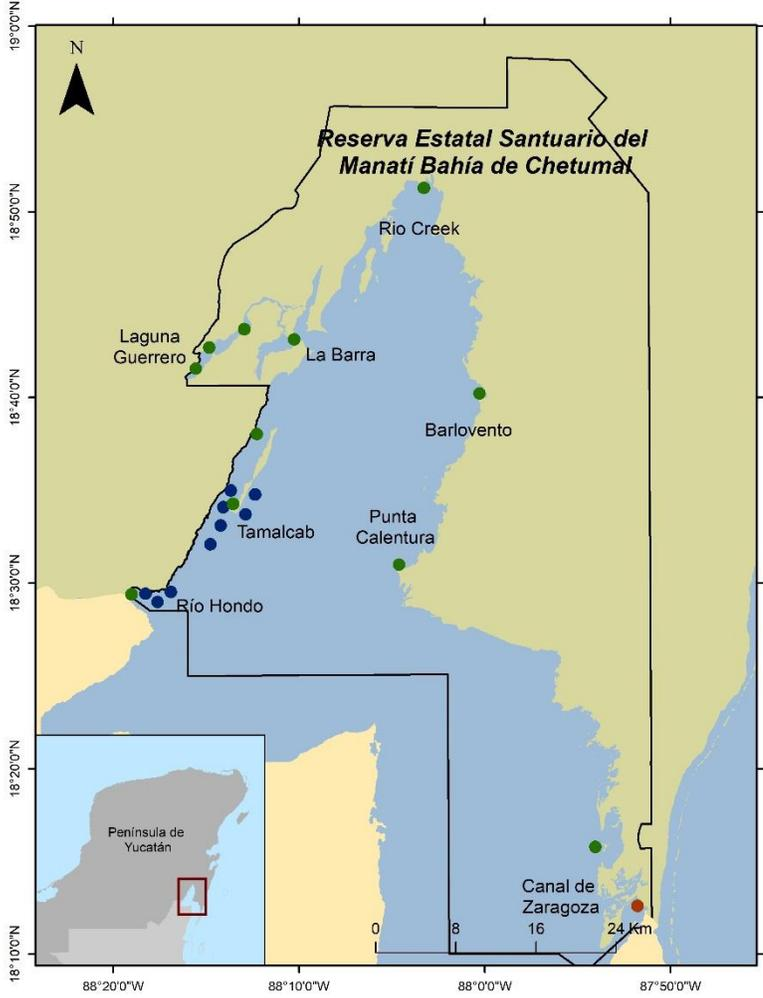 N
Reserva Estatal Santuario del
Manatí Bahía de Chetumal
Rio Creek
Laguna
Guerrero
La Barra
Barlovento
Punta
Calentura
Tamalcab
Río Hondo
Canal de
Zaragoza
0 8 16 24 Km
Península de
Yucatán
19°0'0"N
18°50'0"N
18°40'0"N
18°30'0"N
18°20'0"N
18°10'0"N
88°20'0"W 88°10'0"W 88°0'0"W 87°50'0"W